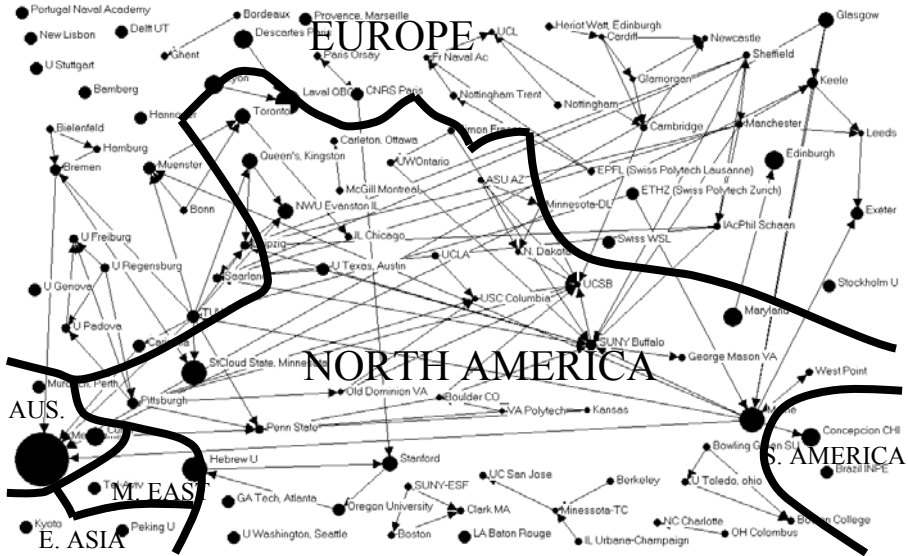 Portugal Naval Academy
Bordeaux
Provence, Marseille
Glasgow
New Lisbon
Delft UT
Descartes Paris
EUROPE
UCL
Heriot Watt, Edinburgh
Cardiff
Newcastle
Ghent
Paris Orsay
Fr Naval Ac
Sheffield
U Stuttgart
Lyon
Glamorgan
Keele
Bamberg
Laval QBC
CNRS Paris
Nottingham Trent
Nottingham
Hannover
Toronto
Cambridge
Manchester
Leeds
Bielenfeld
Hamburg
Carleton, Ottawa
Simon Fraser
Bremen
Muenster
Queen's, Kingston
UWOntario
EPFL (Swiss Polytech Lausanne)
Edinburgh
ASU AZ
McGill Montreal
ETHZ (Swiss Polytech Zurich)
Bonn
NWU Evanston IL
Minnesota-DL
Exeter
U Freiburg
Leipzig
IL Chicago
N. Dakota
Swiss WSL
IAcPhil Schaan
U Regensburg
Saarland
U Texas, Austin
UCLA
U Genova
UCSB
Stockholm U
USC Columbia
U Padova
TUM
Maryland
SUNY Buffalo
StCloud State, Minnesota
NORTH AMERICA
George Mason VA
West Point
Murdoch, Perth
Pittsburgh
Old Dominion VA
Boulder CO
AUS.
VA Polytech
Kansas
Maine
Penn State
Concepcion CHI
Bowling Green SU
S. AMERICA
Hebrew U
Stanford
Brazil INPE
Tel-Aviv
M. EAST
UC San Jose
Berkeley
U Toledo, ohio
SUNY-ESF
GA Tech, Atlanta
Oregon University
Clark MA
Minessota-TC
NC Charlotte
Boston College
Kyoto
Peking U
E. ASIA
U Washington, Seattle
Boston
LA Baton Rouge
IL Urbana-Champaign
OH Colombus